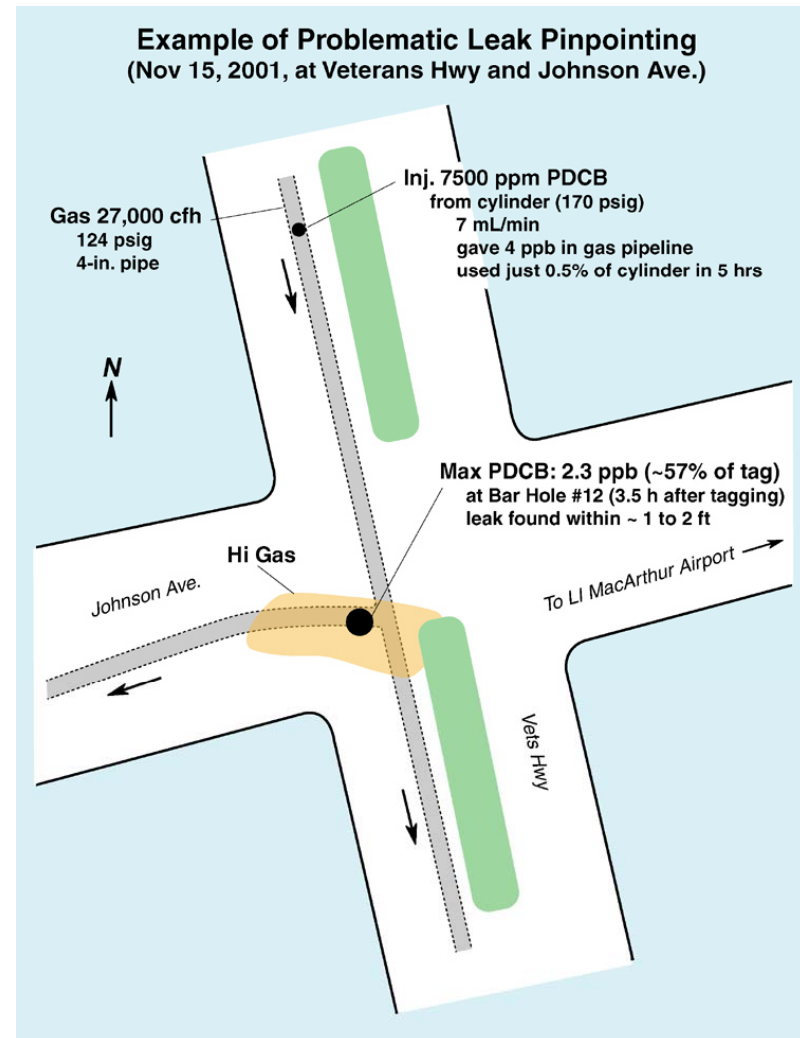 Example of Problematic Leak Pinpointing
(Nov 15, 2001, at Veterans Hwy and Johnson Ave.)
Inj. 7500 ppm PDCB
from cylinder (170 psig)
7 mL/min
gave 4 ppb in gas pipeline
used just 0.5% of cylinder in 5 hrs
Gas 27,000 cfh
124 psig
4-in. pipe
N
Max PDCB: 2.3 ppb (~57% of tag)
at Bar Hole #12 (3.5 h after tagging)
leak found within ~ 1 to 2 ft
Hi Gas
Johnson Ave.
To LI MacArthur Airport
Vets Hwy